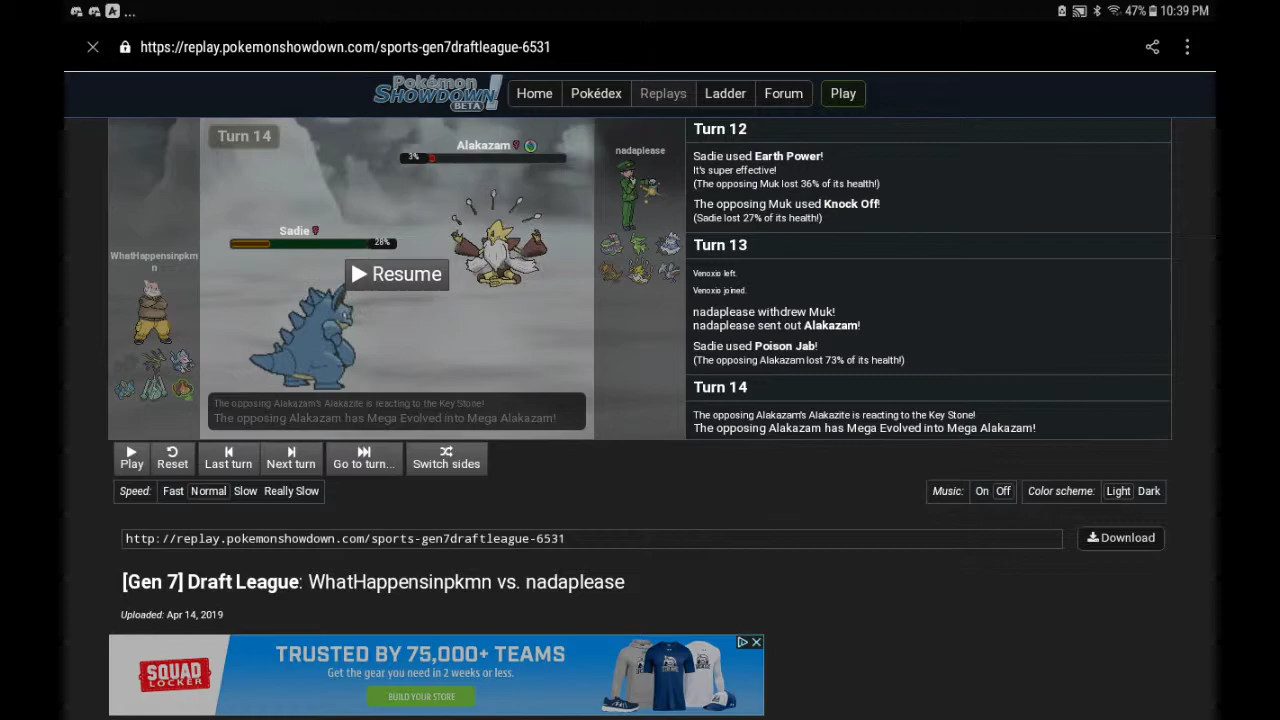 A ... 47% 10:39 PM
https://replay.pokemonshowdown.com/sports-gen7draftleague-6531
Pokémon SHOWDOWN! BETA
Home Pokédex Replays Ladder Forum Play
Turn 14
Alakazam
3%
nadaplease
Sadie
28%
WhatHappensinpkm
n
Resume
The opposing Alakazam's Alakazite is reacting to the Key Stone!
The opposing Alakazam has Mega Evolved into Mega Alakazam!
Turn 12
Sadie used Earth Power!
It's super effective!
(The opposing Muk lost 36% of its health!)
The opposing Muk used Knock Off!
(Sadie lost 27% of its health!)
Turn 13
Venoxio left.
Venoxio joined.
nadaplease withdrew Muk!
nadaplease sent out Alakazam!
Sadie used Poison Jab!
(The opposing Alakazam lost 73% of its health!)
Turn 14
The opposing Alakazam's Alakazite is reacting to the Key Stone!
The opposing Alakazam has Mega Evolved into Mega Alakazam!
Play Reset Last turn Next turn Go to turn... Switch sides
Speed: Fast Normal Slow Really Slow Music: On Off Color scheme: Light Dark
http://replay.pokemonshowdown.com/sports-gen7draftleague-6531 Download
[Gen 7] Draft League: WhatHappensinpkmn vs. nadaplease
Uploaded: Apr 14, 2019
SQUAD LOCKER
TRUSTED BY 75,000+ TEAMS
Get the gear you need in 2 weeks or less.
BUILD YOUR STORE